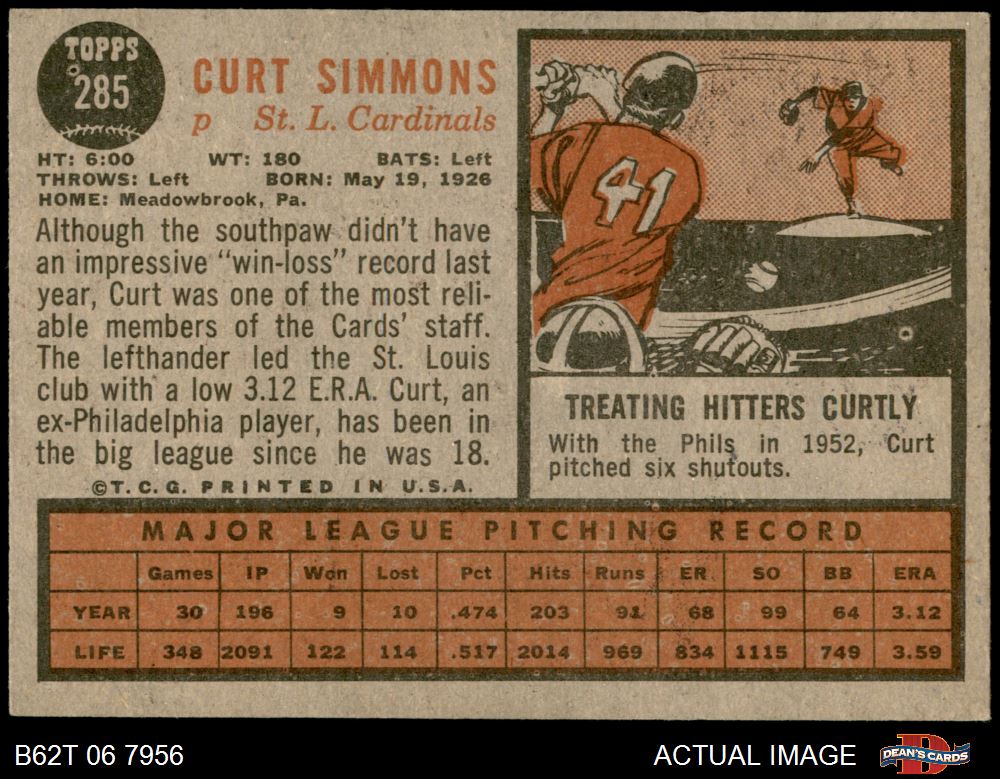 TOPPS
285
CURT SIMMONS
p St. L. Cardinals
HT: 6:00 WT: 180 BATS: Left
THROWS: Left BORN: May 19, 1926
HOME: Meadowbrook, Pa.
Although the southpaw didn't have
an impressive "win-loss" record last
year, Curt was one of the most reli-
able members of the Cards' staff.
The lefthander led the St. Louis
club with a low 3.12 E.R.A. Curt, an
ex-Philadelphia player, has been in
the big league since he was 18.
©T.C.G. PRINTED IN U.S.A.
41
TREATING HITTERS CURTLY
With the Phils in 1952, Curt
pitched six shutouts.
MAJOR LEAGUE PITCHING RECORD
Games IP Won Lost Pct Hits Runs ER SO BB ERA
YEAR 30 196 9 10 .474 203 91 68 99 64 3.12
LIFE 348 2091 122 114 .517 2014 969 834 1115 749 3.59
B62T 06 7956 ACTUAL IMAGE DEAN'S CARDS